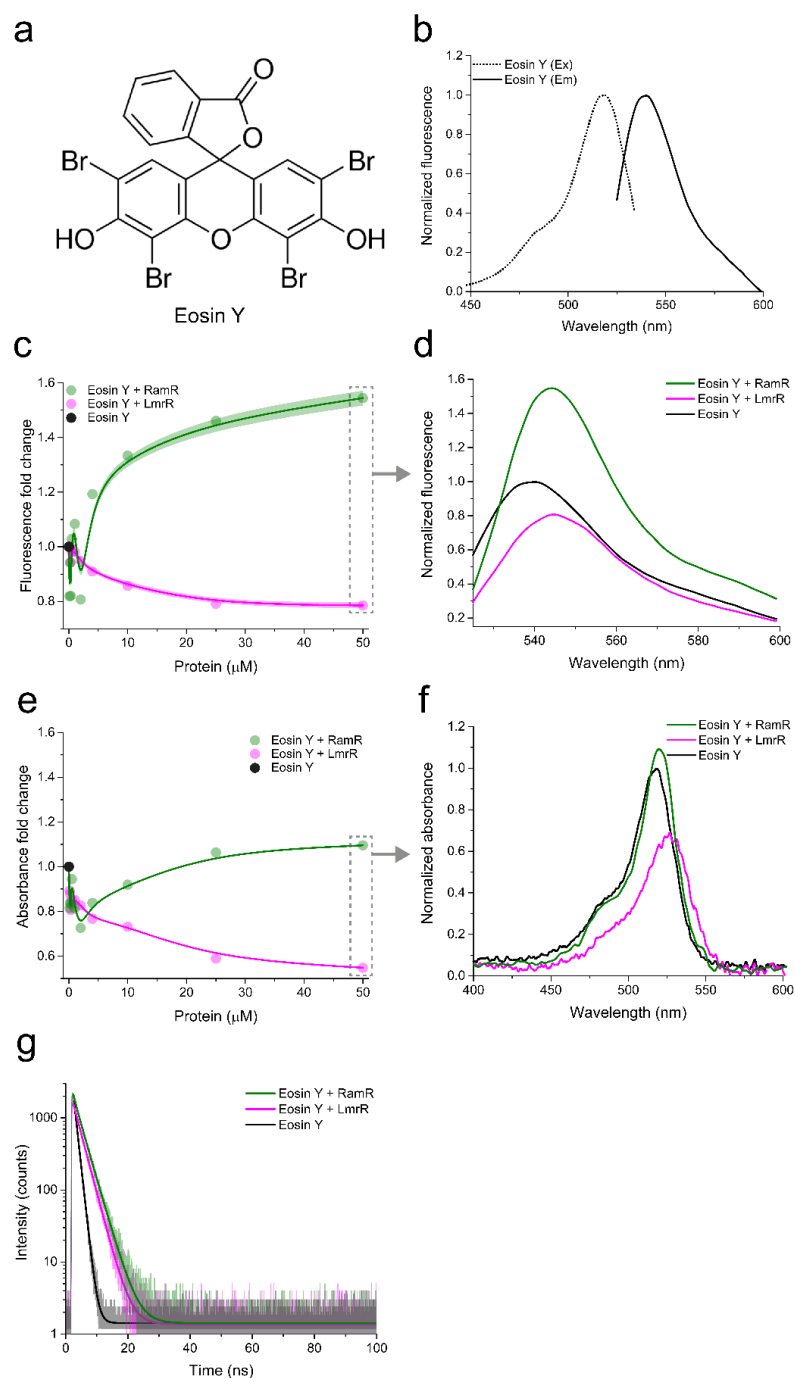 a
O
O
Br
Br
HO
O
OH
Br
Br
Eosin Y
b
Eosin Y (Ex)
Eosin Y (Em)
Normalized fluorescence
1.2
1.0
0.8
0.6
0.4
0.2
0.0
450
500
550
600
Wavelength (nm)
c
Eosin Y + RamR
Eosin Y + LmrR
Eosin Y
Fluorescence fold change
1.6
1.4
1.2
1.0
0.8
0
10
20
30
40
50
Protein (μM)
d
Eosin Y + RamR
Eosin Y + LmrR
Eosin Y
Normalized fluorescence
1.6
1.4
1.2
1.0
0.8
0.6
0.4
0.2
540
560
580
600
Wavelength (nm)
e
Eosin Y + RamR
Eosin Y + LmrR
Eosin Y
Absorbance fold change
1.6
1.4
1.2
1.0
0.8
0.6
0
10
20
30
40
50
Protein (μM)
f
Eosin Y + RamR
Eosin Y + LmrR
Eosin Y
Normalized absorbance
1.2
1.0
0.8
0.6
0.4
0.2
0.0
400
450
500
550
600
Wavelength (nm)
g
Eosin Y + RamR
Eosin Y + LmrR
Eosin Y
Intensity (counts)
1000
100
10
1
0
20
40
60
80
100
Time (ns)